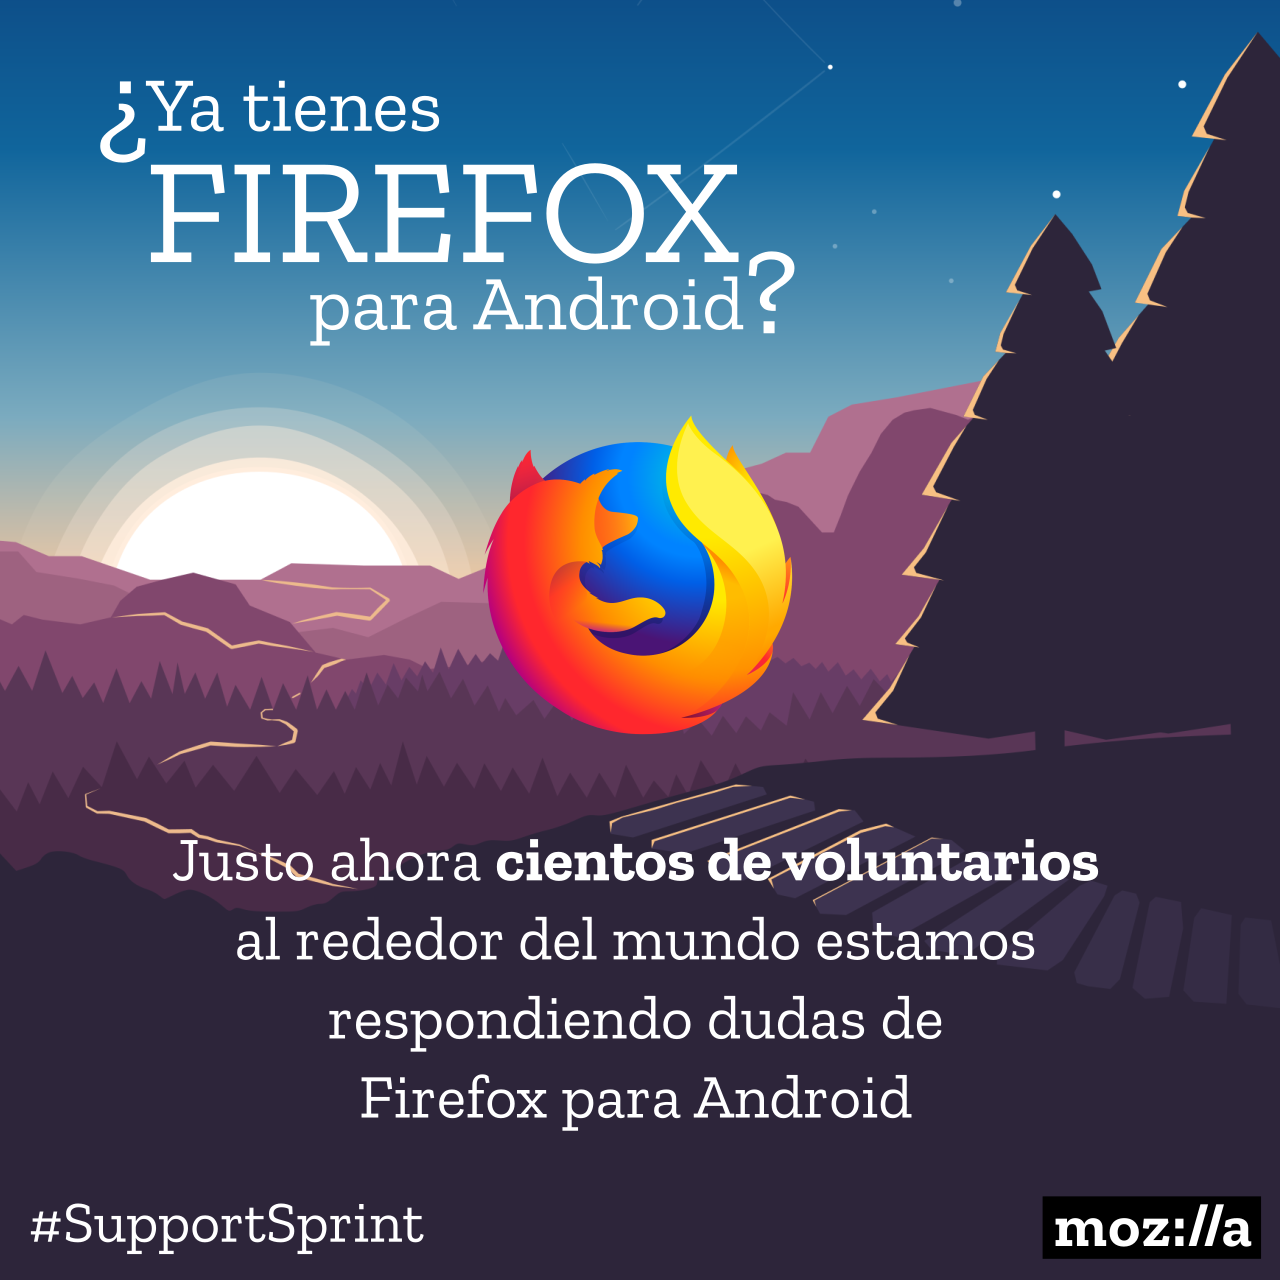 ¿Ya tienes
FIREFOX
para Android?
Justo ahora cientos de voluntarios
al rededor del mundo estamos
respondiendo dudas de
Firefox para Android
#SupportSprint
moz://a